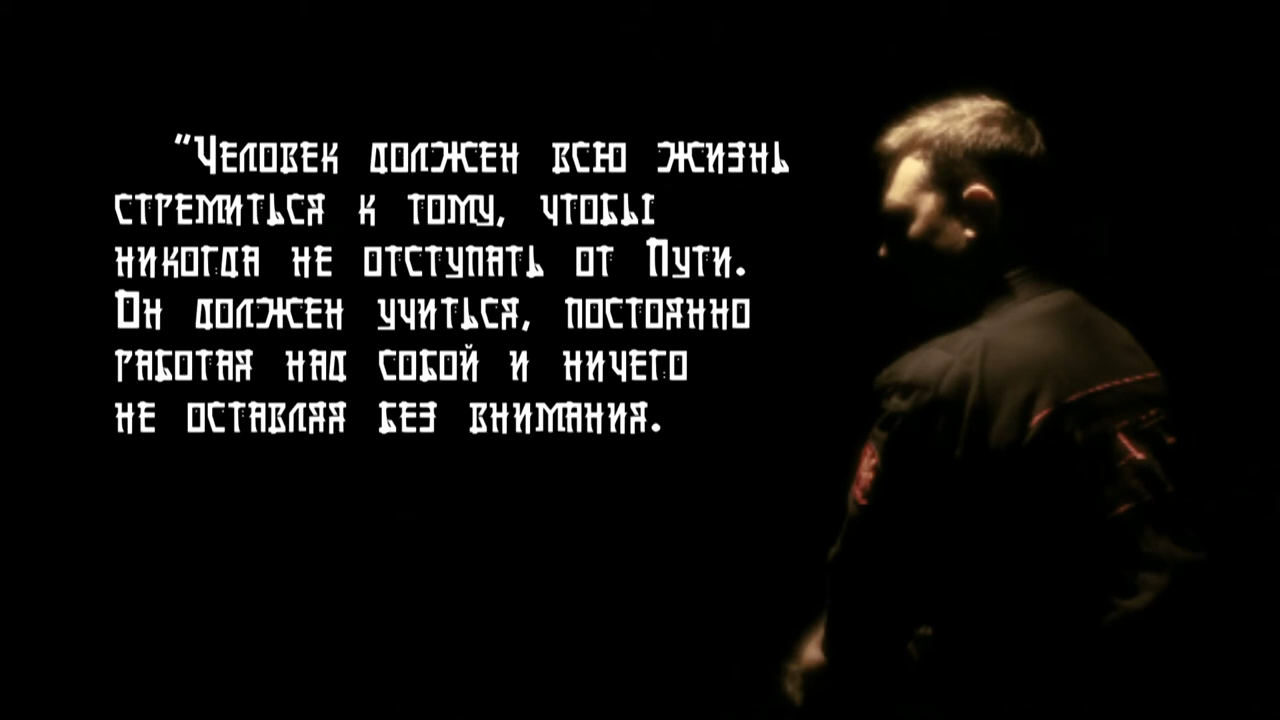 "Человек должен всю жизнь
стремиться к тому, чтобы
никогда не отступать от Пути.
Он должен учиться, постоянно
работая над собой и ничего
не оставляя без внимания.